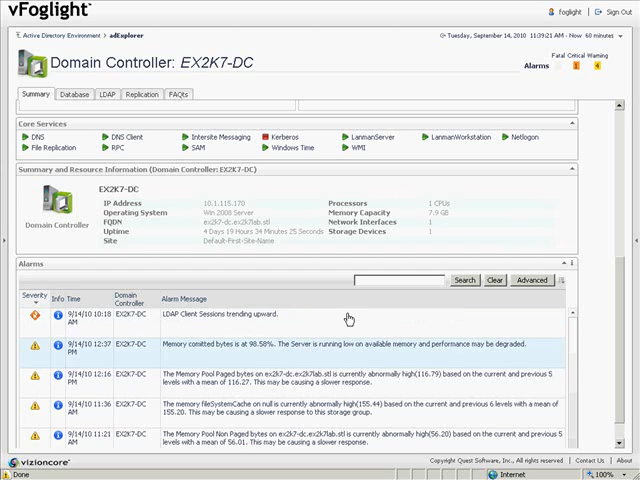 vFoglight™
foglight
Sign Out
Active Directory Environment > adExplorer
Tuesday, September 14, 2010 11:39:21 AM - Now 60 minutes
Domain Controller: EX2K7-DC
Fatal Critical Warning
Alarms 1 4
Summary Database LDAP Replication FAQts
Core Services
DNS DNS Client Intersite Messaging Kerberos LanmanServer LanmanWorkstation Netlogon
File Replication RPC SAM Windows Time WMI
Summary and Resource Information (Domain Controller: EX2K7-DC)
EX2K7-DC
IP Address 10.1.115.170 Processors 1 CPUs
Operating System Win 2008 Server Memory Capacity 7.9 GB
FQDN ex2k7-dc.ex2k7lab.stl Network Interfaces 1
Uptime 4 Days 19 Hours 34 Minutes 25 Seconds Storage Devices 1
Site Default-First-Site-Name
Domain Controller
Alarms
Search Clear Advanced
Severity Info Time Domain Controller Alarm Message
9/14/10 10:18 AM EX2K7-DC LDAP Client Sessions trending upward.
9/14/10 12:37 PM EX2K7-DC Memory comitted bytes is at 98.58%. The Server is running low on available memory and performance may be degraded.
9/14/10 12:16 PM EX2K7-DC The Memory Pool Paged bytes on ex2k7-dc.ex2k7lab.stl is currently abnormally high(116.79) based on the current and previous 5
levels with a mean of 116.27. This may be causing a slower response.
9/14/10 11:36 AM EX2K7-DC The memory fileSystemCache on null is currently abnormally high(155.44) based on the current and previous 6 levels with a mean of
155.20. This may be causing a slower response to this storage group.
9/14/10 11:21 AM EX2K7-DC The Memory Pool Non Paged bytes on ex2k7-dc.ex2k7lab.stl is currently abnormally high(56.20) based on the current and previous 5
levels with a mean of 56.01. This may be causing a slower response.
vizioncore
Copyright Quest Software, Inc., All rights reserved | Contact Us | About
Done
Internet
100%